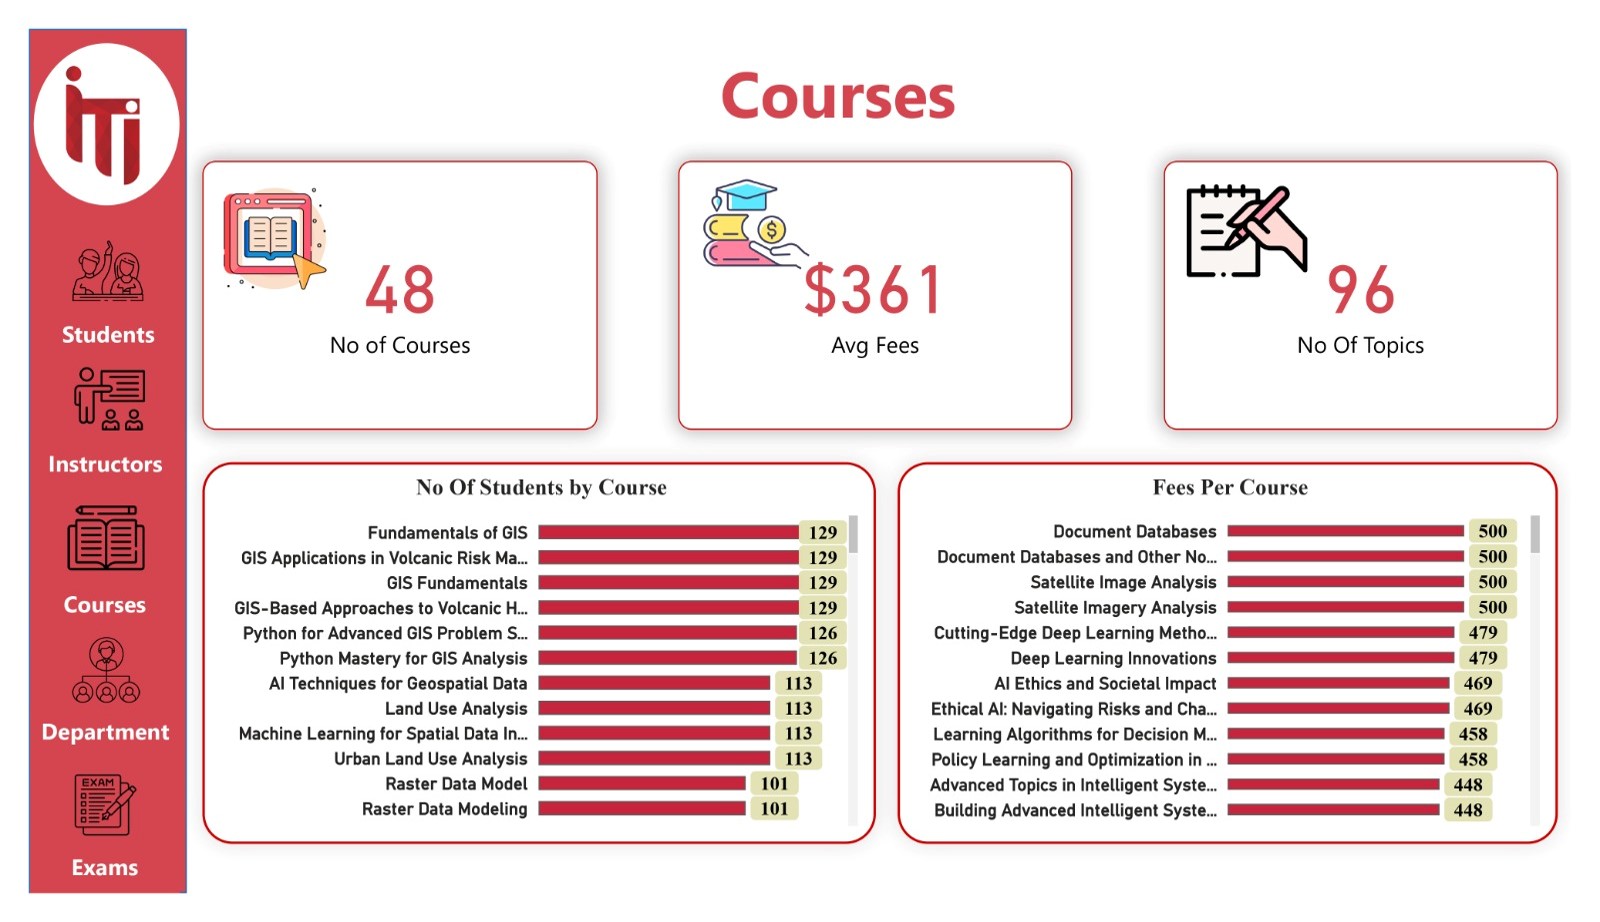 iTi
Courses
Students
Instructors
Courses
Department
EXAM
Exams
48
No of Courses
$361
Avg Fees
96
No Of Topics
No Of Students by Course
Fundamentals of GIS 129
GIS Applications in Volcanic Risk Ma... 129
GIS Fundamentals 129
GIS-Based Approaches to Volcanic H... 129
Python for Advanced GIS Problem S... 126
Python Mastery for GIS Analysis 126
AI Techniques for Geospatial Data 113
Land Use Analysis 113
Machine Learning for Spatial Data In... 113
Urban Land Use Analysis 113
Raster Data Model 101
Raster Data Modeling 101
Fees Per Course
Document Databases 500
Document Databases and Other No... 500
Satellite Image Analysis 500
Satellite Imagery Analysis 500
Cutting-Edge Deep Learning Metho... 479
Deep Learning Innovations 479
AI Ethics and Societal Impact 469
Ethical AI: Navigating Risks and Cha... 469
Learning Algorithms for Decision M... 458
Policy Learning and Optimization in ... 458
Advanced Topics in Intelligent Syste... 448
Building Advanced Intelligent Syste... 448